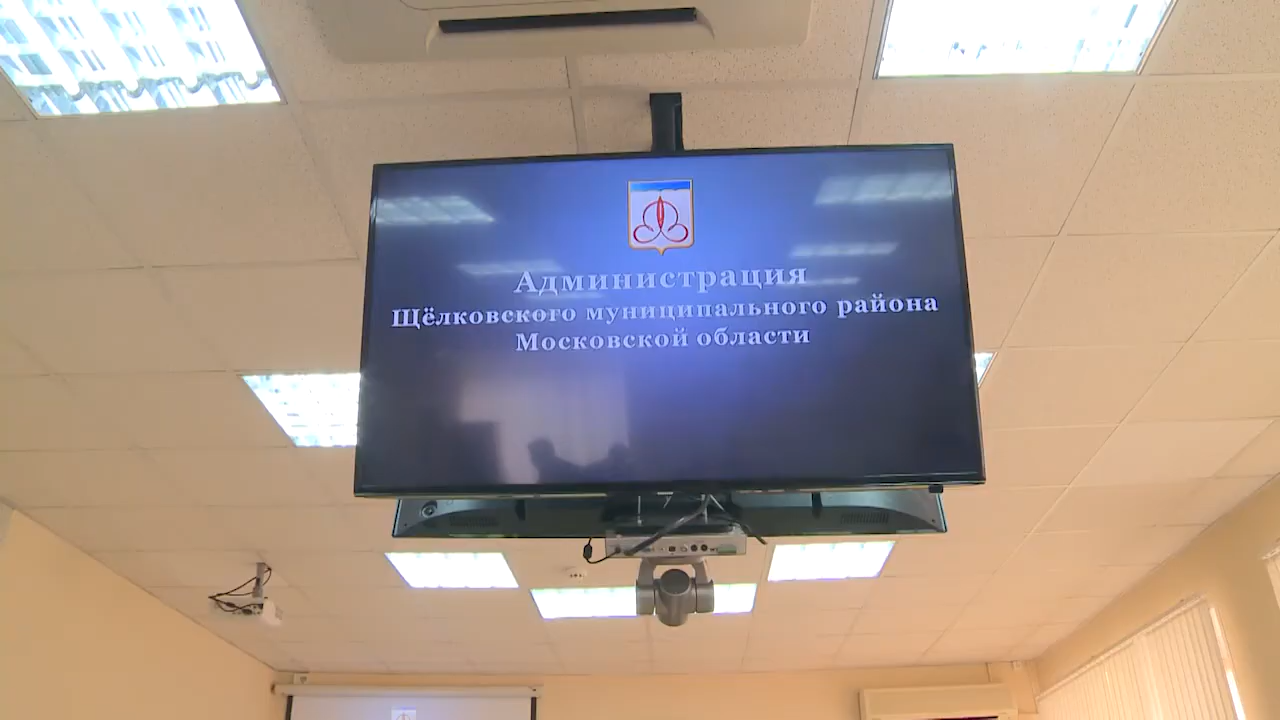 Администрация
Щёлковского муниципального района
Московской области